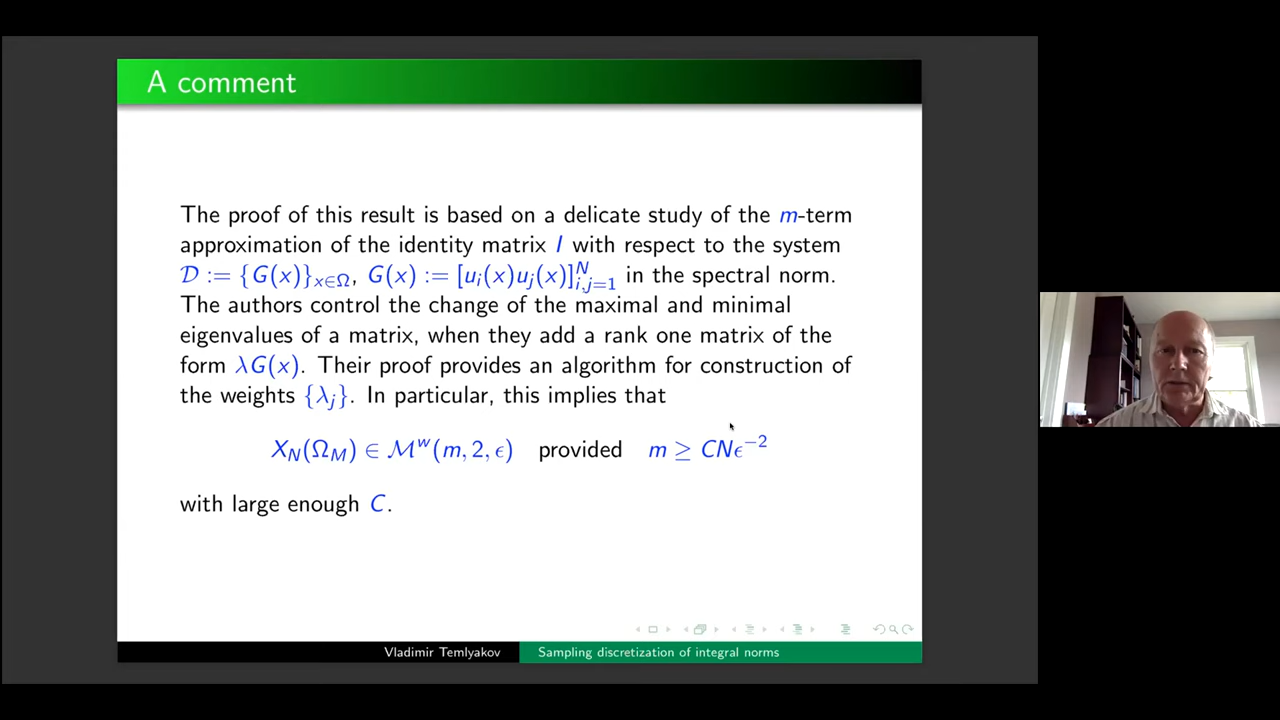 A comment
The proof of this result is based on a delicate study of the m-term
approximation of the identity matrix I with respect to the system
𝒟 := {G(x)}_{x∈Ω}, G(x) := [u_i(x)u_j(x)]_{i,j=1}^N in the spectral norm.
The authors control the change of the maximal and minimal
eigenvalues of a matrix, when they add a rank one matrix of the
form λG(x). Their proof provides an algorithm for construction of
the weights {λ_j}. In particular, this implies that
X_N(Ω_M) ∈ ℳ^w(m, 2, ϵ) provided m ≥ CNϵ^{−2}
with large enough C.
Vladimir Temlyakov Sampling discretization of integral norms